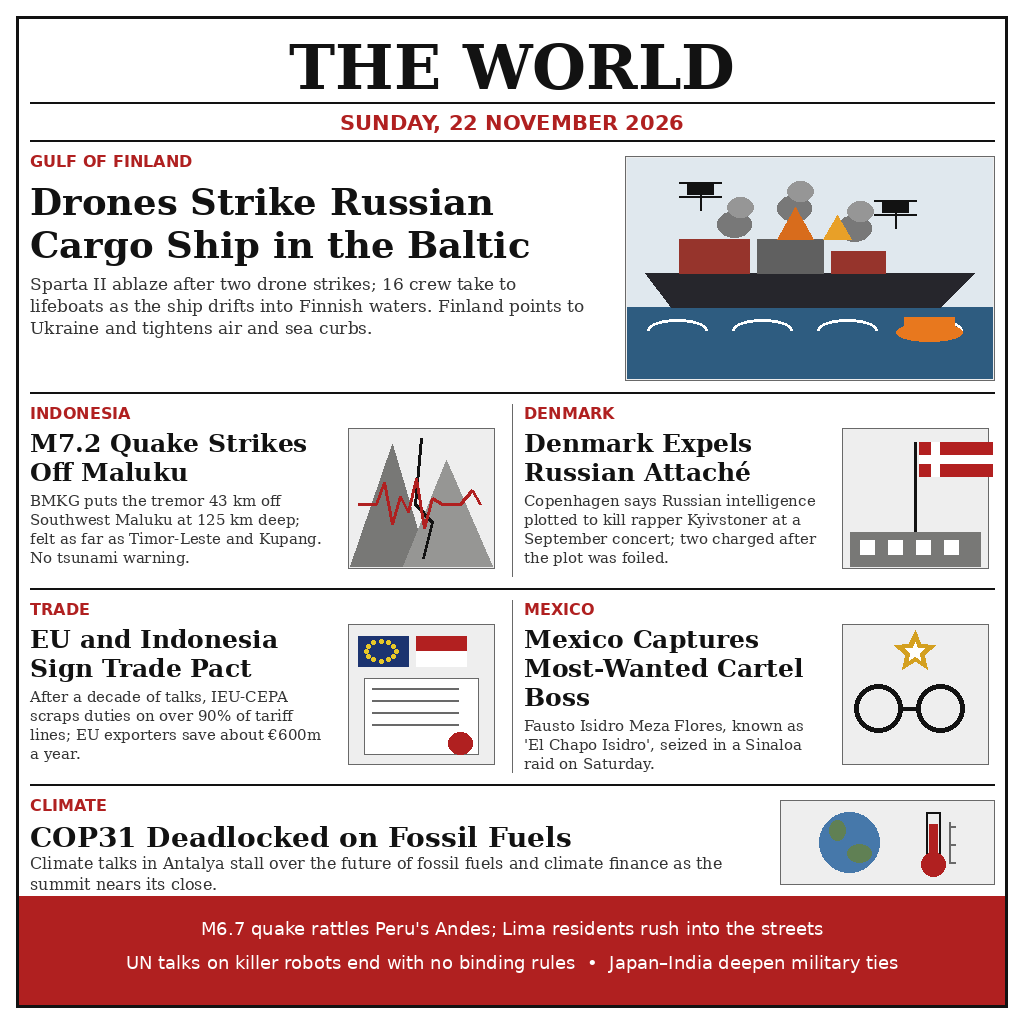 THE WORLD
SUNDAY, 22 NOVEMBER 2026
GULF OF FINLAND
Drones Strike Russian
Cargo Ship in the Baltic
Sparta II ablaze after two drone strikes; 16 crew take to
lifeboats as the ship drifts into Finnish waters. Finland points to
Ukraine and tightens air and sea curbs.
INDONESIA
M7.2 Quake Strikes
Off Maluku
BMKG puts the tremor 43 km off
Southwest Maluku at 125 km deep;
felt as far as Timor-Leste and Kupang.
No tsunami warning.
DENMARK
Denmark Expels
Russian Attaché
Copenhagen says Russian intelligence
plotted to kill rapper Kyivstoner at a
September concert; two charged after
the plot was foiled.
TRADE
EU and Indonesia
Sign Trade Pact
After a decade of talks, IEU-CEPA
scraps duties on over 90% of tariff
lines; EU exporters save about €600m
a year.
MEXICO
Mexico Captures
Most-Wanted Cartel
Boss
Fausto Isidro Meza Flores, known as
'El Chapo Isidro', seized in a Sinaloa
raid on Saturday.
CLIMATE
COP31 Deadlocked on Fossil Fuels
Climate talks in Antalya stall over the future of fossil fuels and climate finance as the
summit nears its close.
M6.7 quake rattles Peru's Andes; Lima residents rush into the streets
UN talks on killer robots end with no binding rules • Japan–India deepen military ties